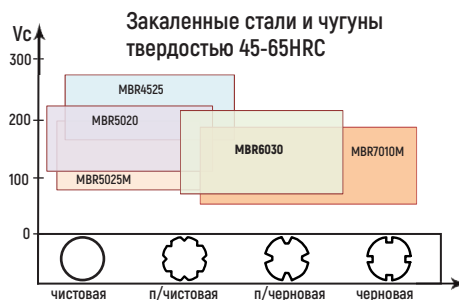 Закаленные стали и чугуны
твердостью 45-65HRC
Vc
300
200
100
0
MBR4525
MBR5020
MBR5025M
MBR6030
MBR7010M
чистовая п/чистовая п/черновая черновая